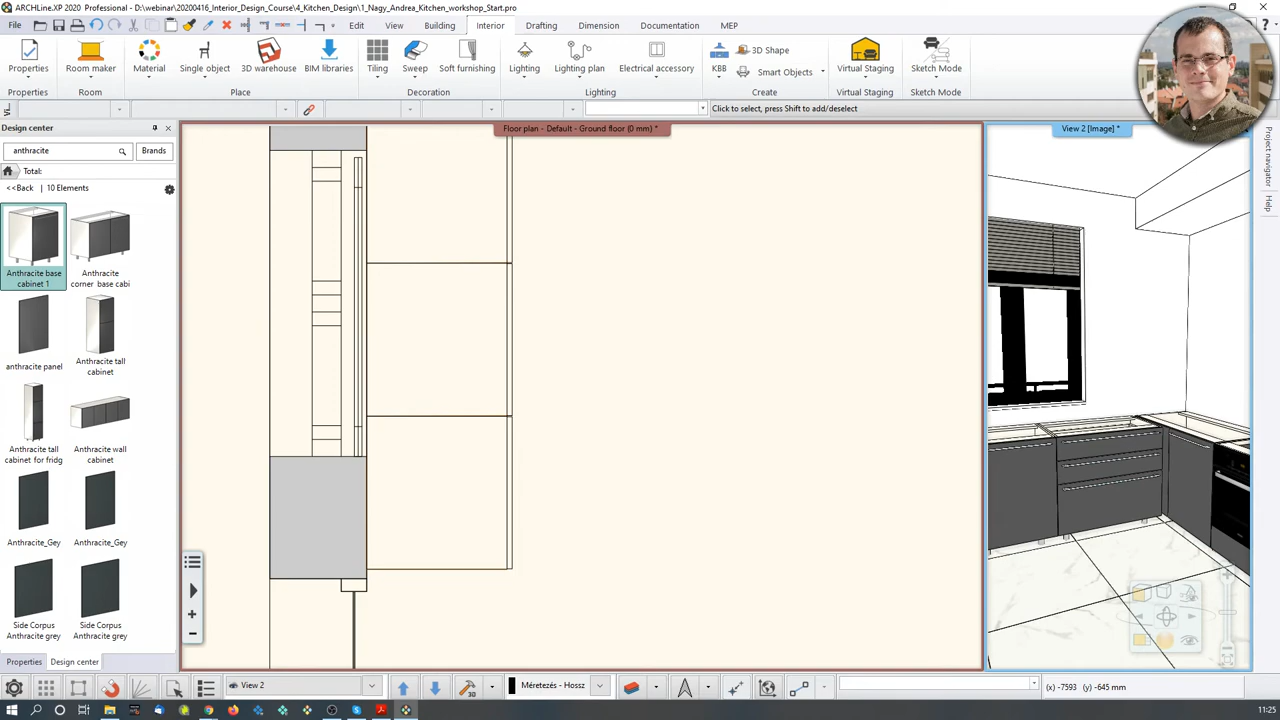 ARCHLine.XP 2020 Professional - D:\webinar\20200416_Interior_Design_Course\4_Kitchen_Design\1_Nagy_Andrea_Kitchen_workshop_Start.pro
File Edit View Building Interior Drafting Dimension Documentation MEP
Properties Room maker Material Single object 3D warehouse BIM libraries Tiling Sweep Soft furnishing Lighting Lighting plan Electrical accessory KBB 3D Shape Smart Objects Virtual Staging Sketch Mode
Properties Room Place Decoration Lighting Create Virtual Staging Sketch Mode
Click to select, press Shift to add/deselect
Design center
Floor plan - Default - Ground floor (0 mm) *
View 2 [Image] *
anthracite Brands
Total:
<<Back | 10 Elements
Anthracite base cabinet 1
Anthracite corner base cabi
anthracite panel
Anthracite tall cabinet
Anthracite tall cabinet for fridg
Anthracite wall cabinet
Anthracite_Gey
Anthracite_Gey
Side Corpus Anthracite grey
Side Corpus Anthracite grey
Project navigator
Help
Properties Design center
View 2
Méretezés - Hossz
(x) -7593 (y) -645 mm
11:25